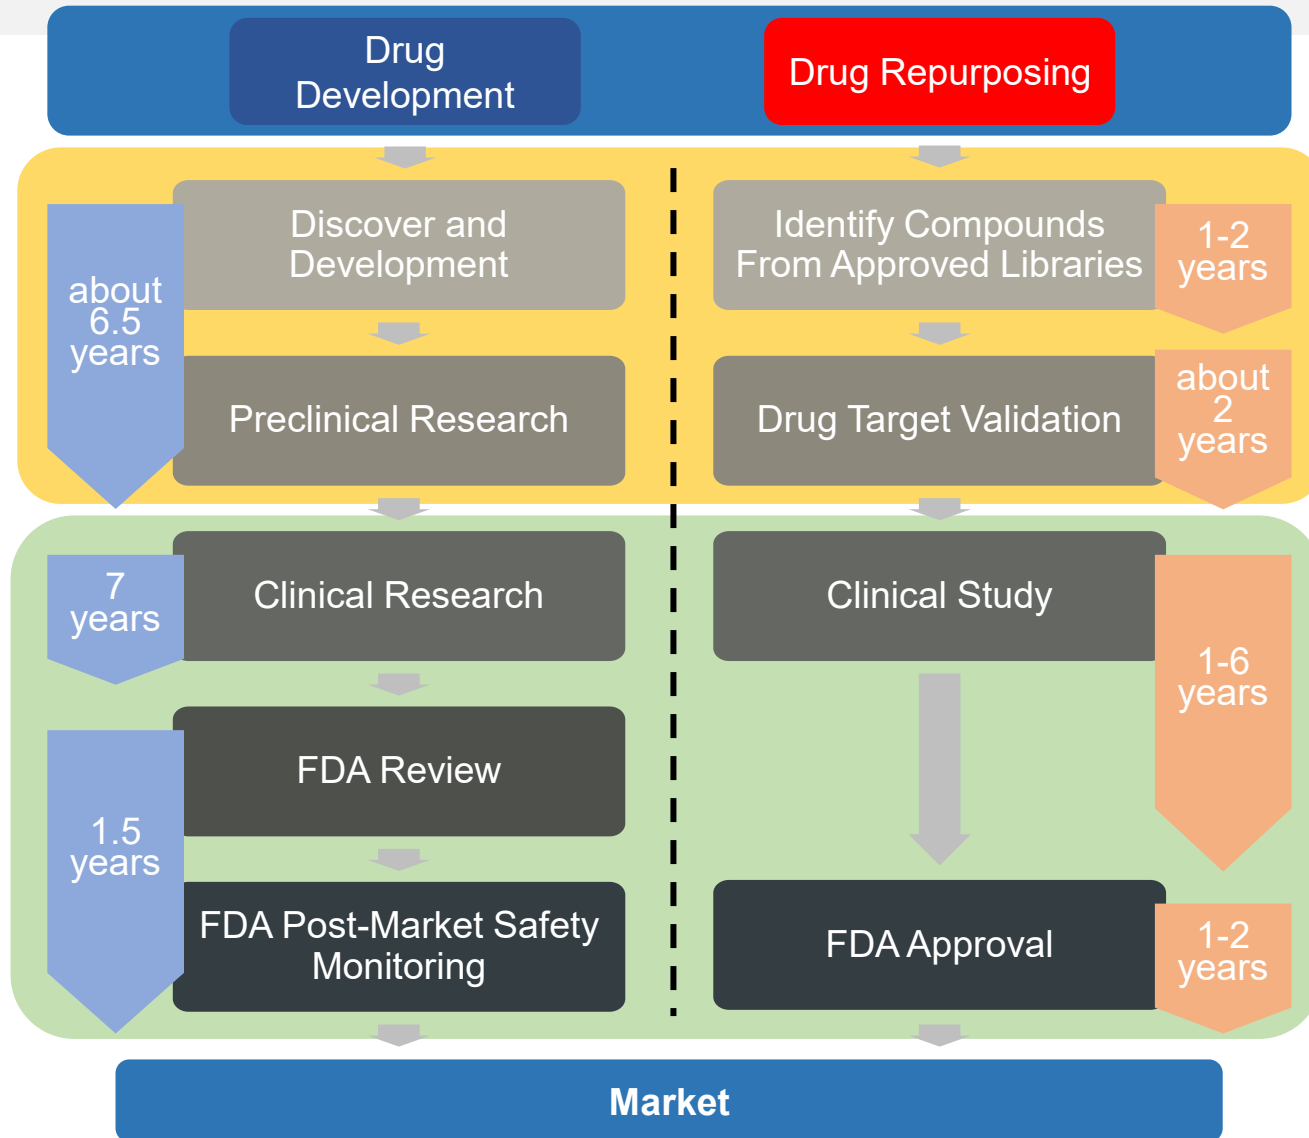 Drug
Development
Drug Repurposing
Discover and
Development
Identify Compounds
From Approved Libraries
about
6.5
years
1-2
years
Preclinical Research
Drug Target Validation
about
2
years
7
years
Clinical Research
Clinical Study
1-6
years
FDA Review
1.5
years
FDA Post-Market Safety
Monitoring
FDA Approval
1-2
years
Market